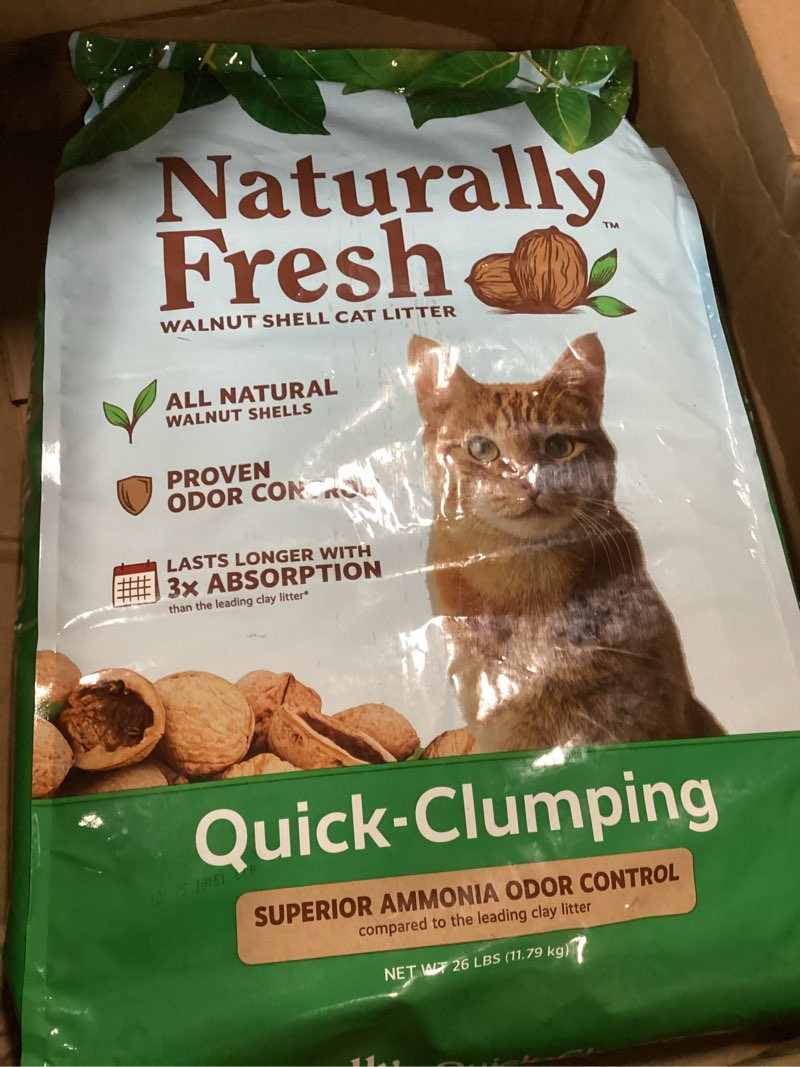 Naturally
Fresh™
WALNUT SHELL CAT LITTER
ALL NATURAL
WALNUT SHELLS
PROVEN
ODOR CONTROL
LASTS LONGER WITH
3x ABSORPTION
than the leading clay litter*
Quick-Clumping
SUPERIOR AMMONIA ODOR CONTROL
compared to the leading clay litter
NET WT 26 LBS (11.79 kg)